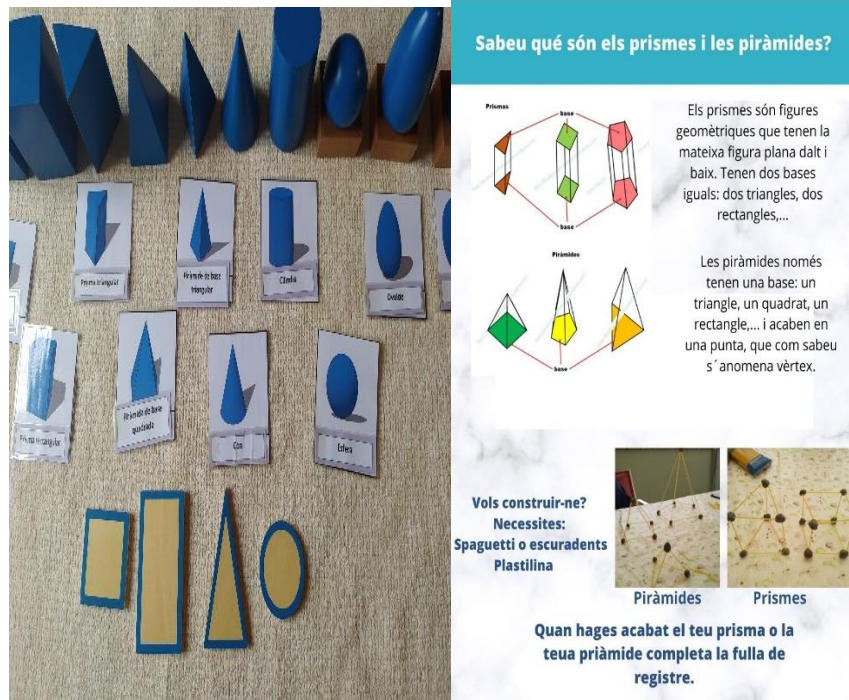 Prisma triangular
Piràmide de base
triangular
Cilindre
Ovoide
Prisma rectangular
Piràmide de base
quadrada
Con
Esfera
Sabeu qué són els prismes i les piràmides?
Prismas
base
base
Els prismes són figures
geomètriques que tenen la
mateixa figura plana dalt i
baix. Tenen dos bases
iguals: dos triangles, dos
rectangles,...
Pirámides
base
Les piràmides només
tenen una base: un
triangle, un quadrat, un
rectangle,... i acaben en
una punta, que com sabeu
s´anomena vèrtex.
Vols construir-ne?
Necessites:
Spaguetti o escuradents
Plastilina
Piràmides
Prismes
Quan hages acabat el teu prisma o la
teua priàmide completa la fulla de
registre.